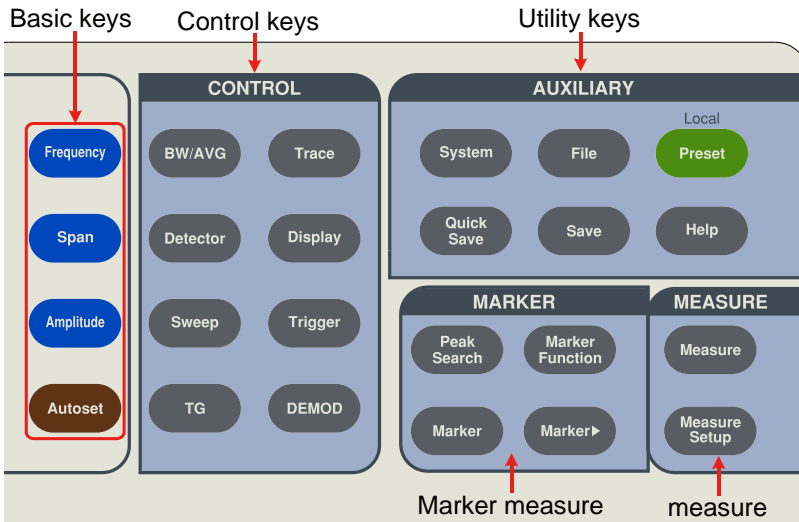 Basic keys
Control keys
Utility keys
CONTROL
AUXILIARY
Local
Frequency
BW/AVG
Trace
System
File
Preset
Span
Detector
Display
Quick
Save
Save
Help
MARKER
MEASURE
Amplitude
Sweep
Trigger
Peak
Search
Marker
Function
Measure
Autoset
TG
DEMOD
Marker
Marker▶
Measure
Setup
Marker measure
measure